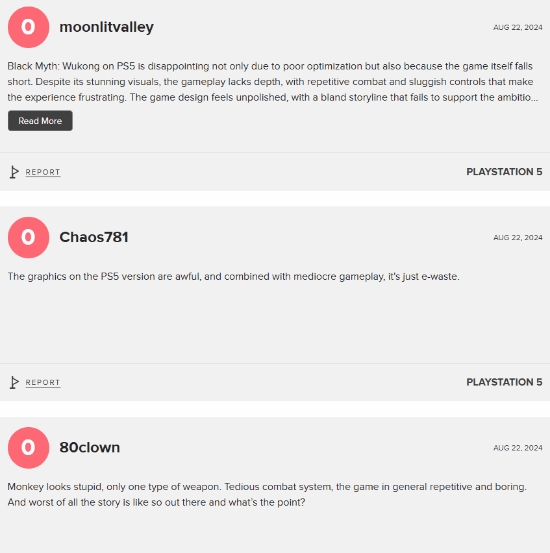 0 moonlitvalley AUG 22, 2024
Black Myth: Wukong on PS5 is disappointing not only due to poor optimization but also because the game itself falls
short. Despite its stunning visuals, the gameplay lacks depth, with repetitive combat and sluggish controls that make
the experience frustrating. The game design feels unpolished, with a bland storyline that fails to support the ambitio...
Read More
REPORT PLAYSTATION 5
0 Chaos781 AUG 22, 2024
The graphics on the PS5 version are awful, and combined with mediocre gameplay, it's just e-waste.
REPORT PLAYSTATION 5
0 80clown AUG 22, 2024
Monkey looks stupid, only one type of weapon. Tedious combat system, the game in general repetitive and boring.
And worst of all the story is like so out there and what's the point?